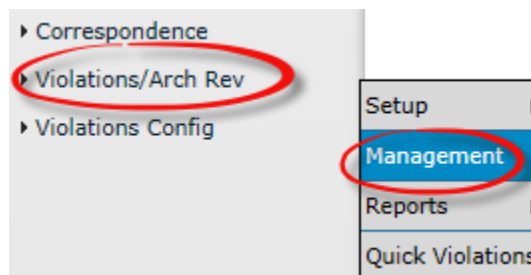 Correspondence
Violations/Arch Rev
Violations Config
Setup
Management
Reports
Quick Violations